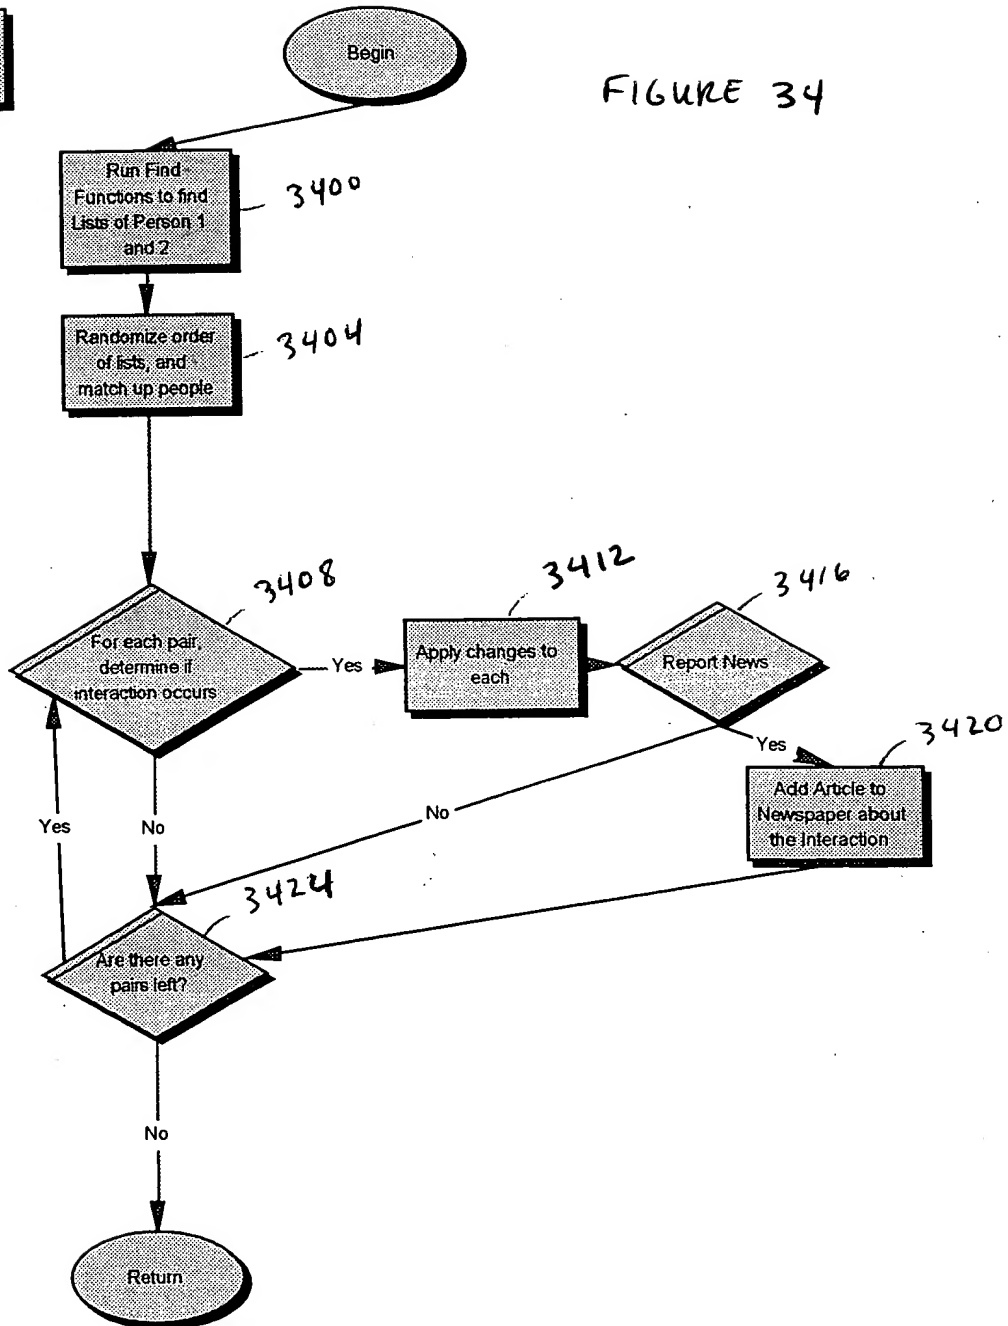 Begin
FIGURE 34
Run Find-
Functions to find
Lists of Person 1
and 2
3400
Randomize order
of lists, and
match up people
3404
For each pair,
determine if
interaction occurs
3408
Yes
Apply changes to
each
3412
Report News
3416
Yes
Add Article to
Newspaper about
the Interaction
3420
No
No
Yes
Are there any
pairs left?
3424
No
Return